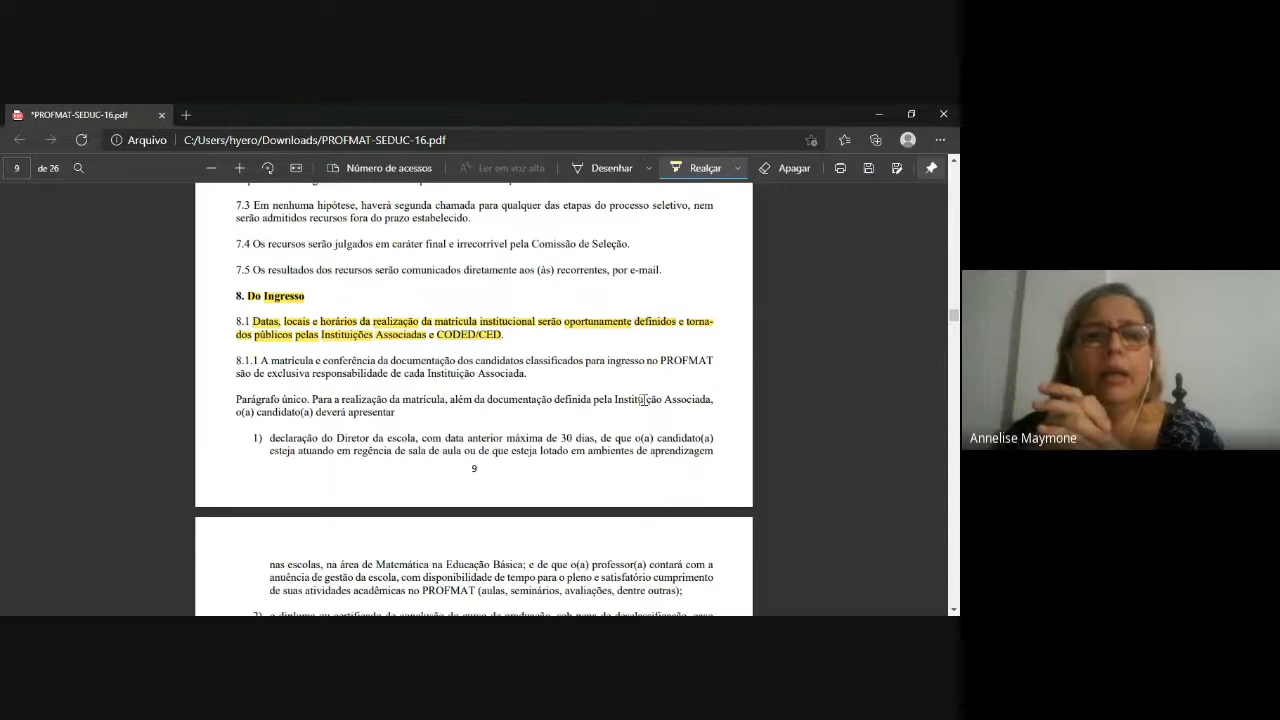 *PROFMAT-SEDUC-16.pdf
Arquivo
C:/Users/hyero/Downloads/PROFMAT-SEDUC-16.pdf
9 de 26
Número de acessos
Ler em voz alta
Desenhar
Realçar
Apagar
7.3 Em nenhuma hipótese, haverá segunda chamada para qualquer das etapas do processo seletivo, nem
serão admitidos recursos fora do prazo estabelecido.
7.4 Os recursos serão julgados em caráter final e irrecorrível pela Comissão de Seleção.
7.5 Os resultados dos recursos serão comunicados diretamente aos (às) recorrentes, por e-mail.
8. Do Ingresso
8.1 Datas, locais e horários da realização da matrícula institucional serão oportunamente definidos e torna-
dos públicos pelas Instituições Associadas e CODED/CED.
8.1.1 A matrícula e conferência da documentação dos candidatos classificados para ingresso no PROFMAT
são de exclusiva responsabilidade de cada Instituição Associada.
Parágrafo único. Para a realização da matrícula, além da documentação definida pela Instituição Associada,
o(a) candidato(a) deverá apresentar
1) declaração do Diretor da escola, com data anterior máxima de 30 dias, de que o(a) candidato(a)
esteja atuando em regência de sala de aula ou de que esteja lotado em ambientes de aprendizagem
9
nas escolas, na área de Matemática na Educação Básica; e de que o(a) professor(a) contará com a
anuência de gestão da escola, com disponibilidade de tempo para o pleno e satisfatório cumprimento
de suas atividades acadêmicas no PROFMAT (aulas, seminários, avaliações, dentre outras);
Annelise Maymone